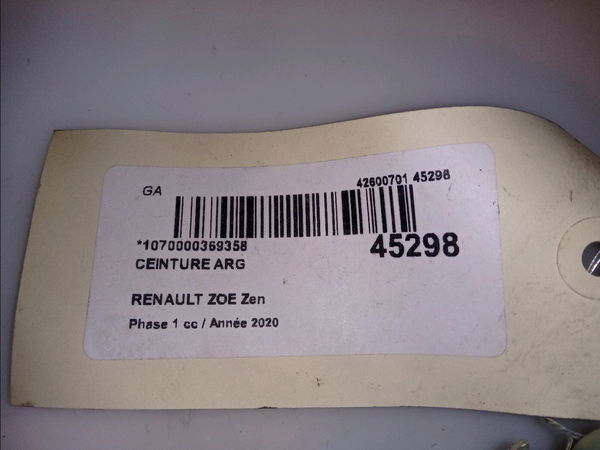 GA
42600701 45298
*1070000369358
45298
CEINTURE ARG
RENAULT ZOE Zen
Phase 1 cc / Année 2020